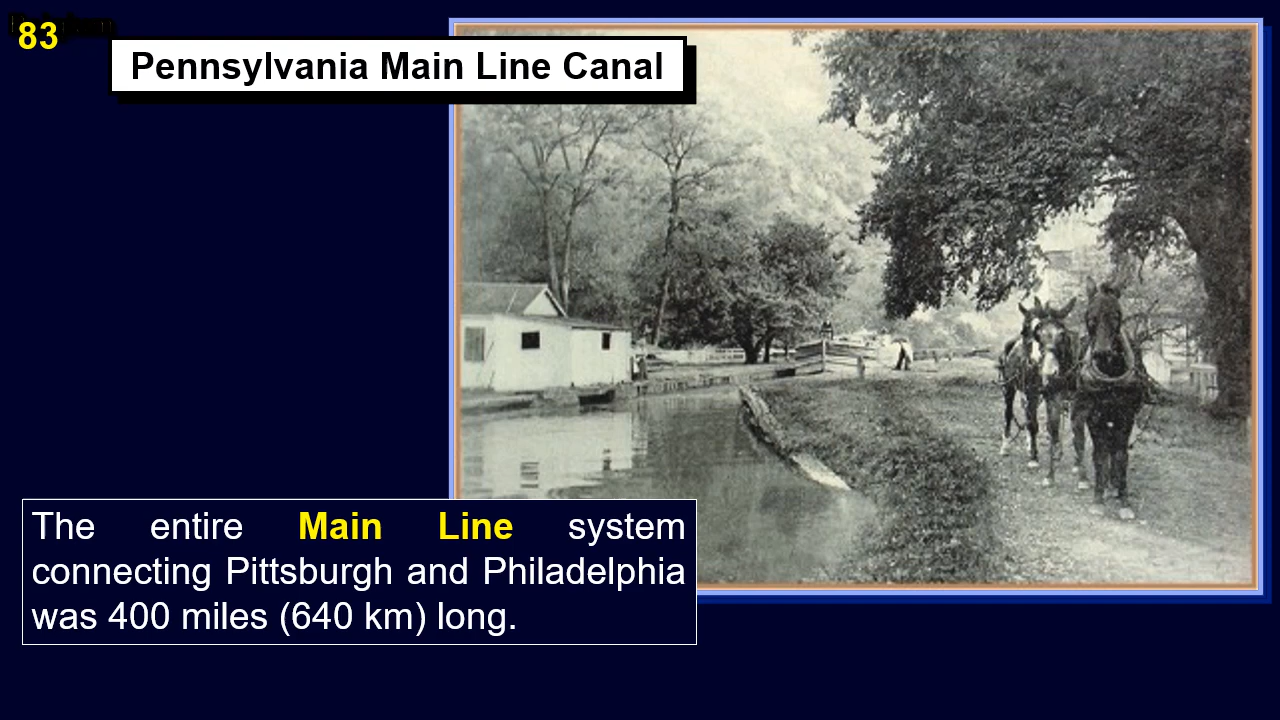 83
Pennsylvania Main Line Canal
The entire Main Line system
connecting Pittsburgh and Philadelphia
was 400 miles (640 km) long.